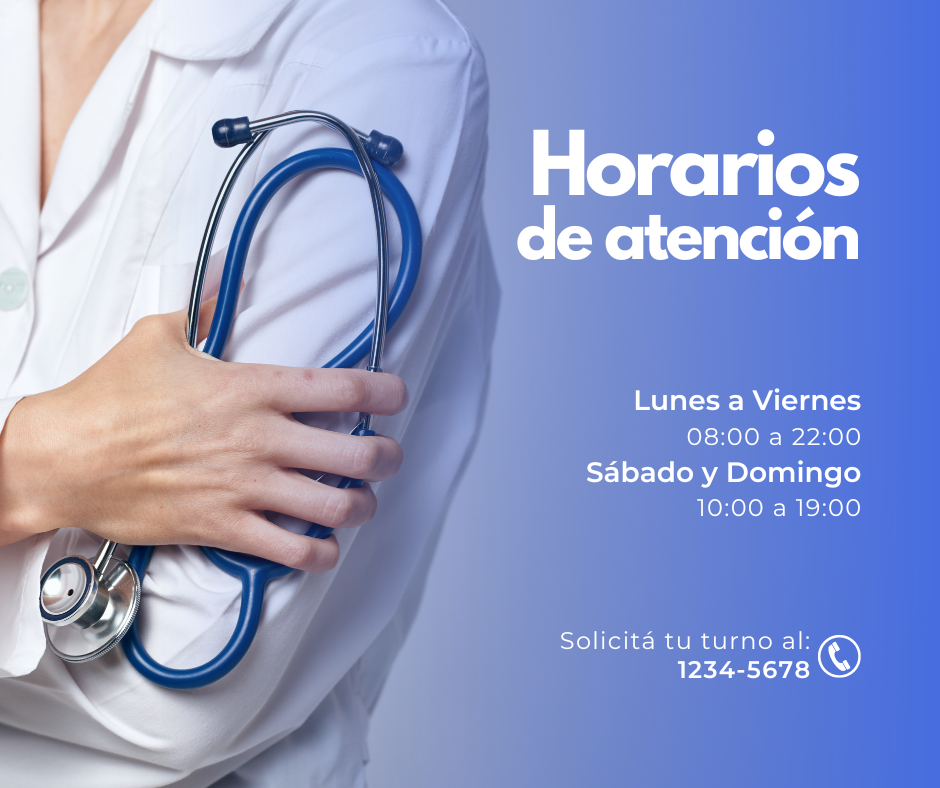 Horarios
de atención
Lunes a Viernes
08:00 a 22:00
Sábado y Domingo
10:00 a 19:00
Solicitá tu turno al:
1234-5678